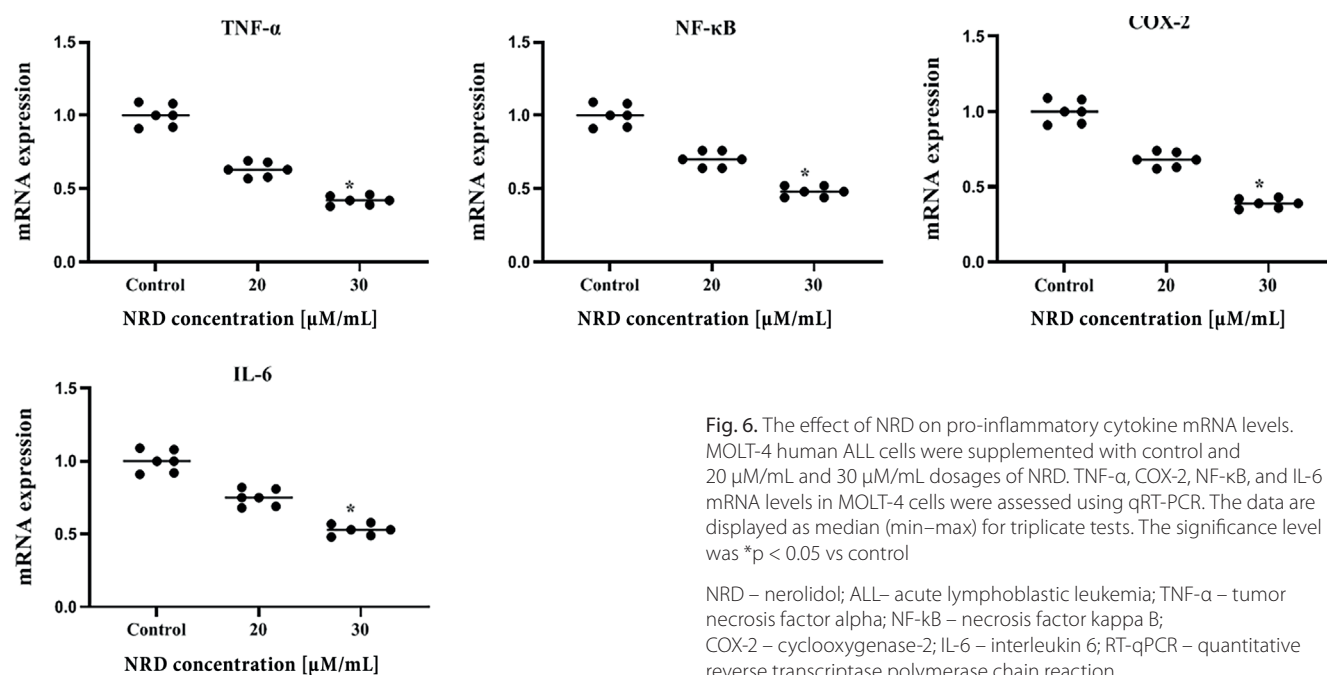 TNF-α
1.5
1.0
0.5
0.0
mRNA expression
Control 20 30
NRD concentration [µM/mL]
*
NF-κB
1.5
1.0
0.5
0.0
mRNA expression
Control 20 30
NRD concentration [µM/mL]
*
COX-2
1.5
1.0
0.5
0.0
mRNA expression
Control 20 30
NRD concentration [µM/mL]
*
IL-6
1.5
1.0
0.5
0.0
mRNA expression
Control 20 30
NRD concentration [µM/mL]
*
Fig. 6. The effect of NRD on pro-inflammatory cytokine mRNA levels.
MOLT-4 human ALL cells were supplemented with control and
20 µM/mL and 30 µM/mL dosages of NRD. TNF-α, COX-2, NF-κB, and IL-6
mRNA levels in MOLT-4 cells were assessed using qRT-PCR. The data are
displayed as median (min–max) for triplicate tests. The significance level
was *p < 0.05 vs control
NRD – nerolidol; ALL– acute lymphoblastic leukemia; TNF-α – tumor
necrosis factor alpha; NF-kB – necrosis factor kappa B;
COX-2 – cyclooxygenase-2; IL-6 – interleukin 6; RT-qPCR – quantitative
reverse transcriptase polymerase chain reaction